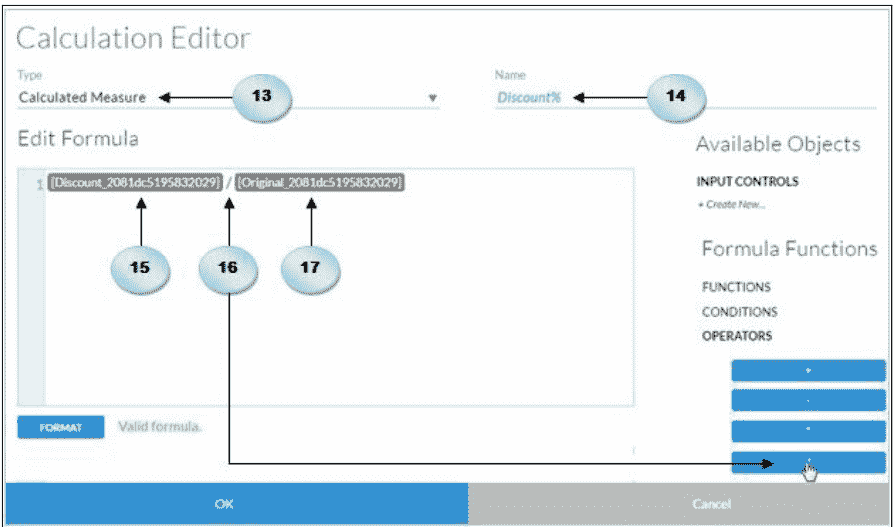 Calculation Editor
Type
Name
Calculated Measure
13
Discount%
14
Edit Formula
Available Objects
1 [Discount_2081dc5195832029] / [Original_2081dc5195832029]
INPUT CONTROLS
+ Create New...
15
16
17
Formula Functions
FUNCTIONS
CONDITIONS
OPERATORS
+
-
*
FORMAT
Valid formula.
OK
Cancel